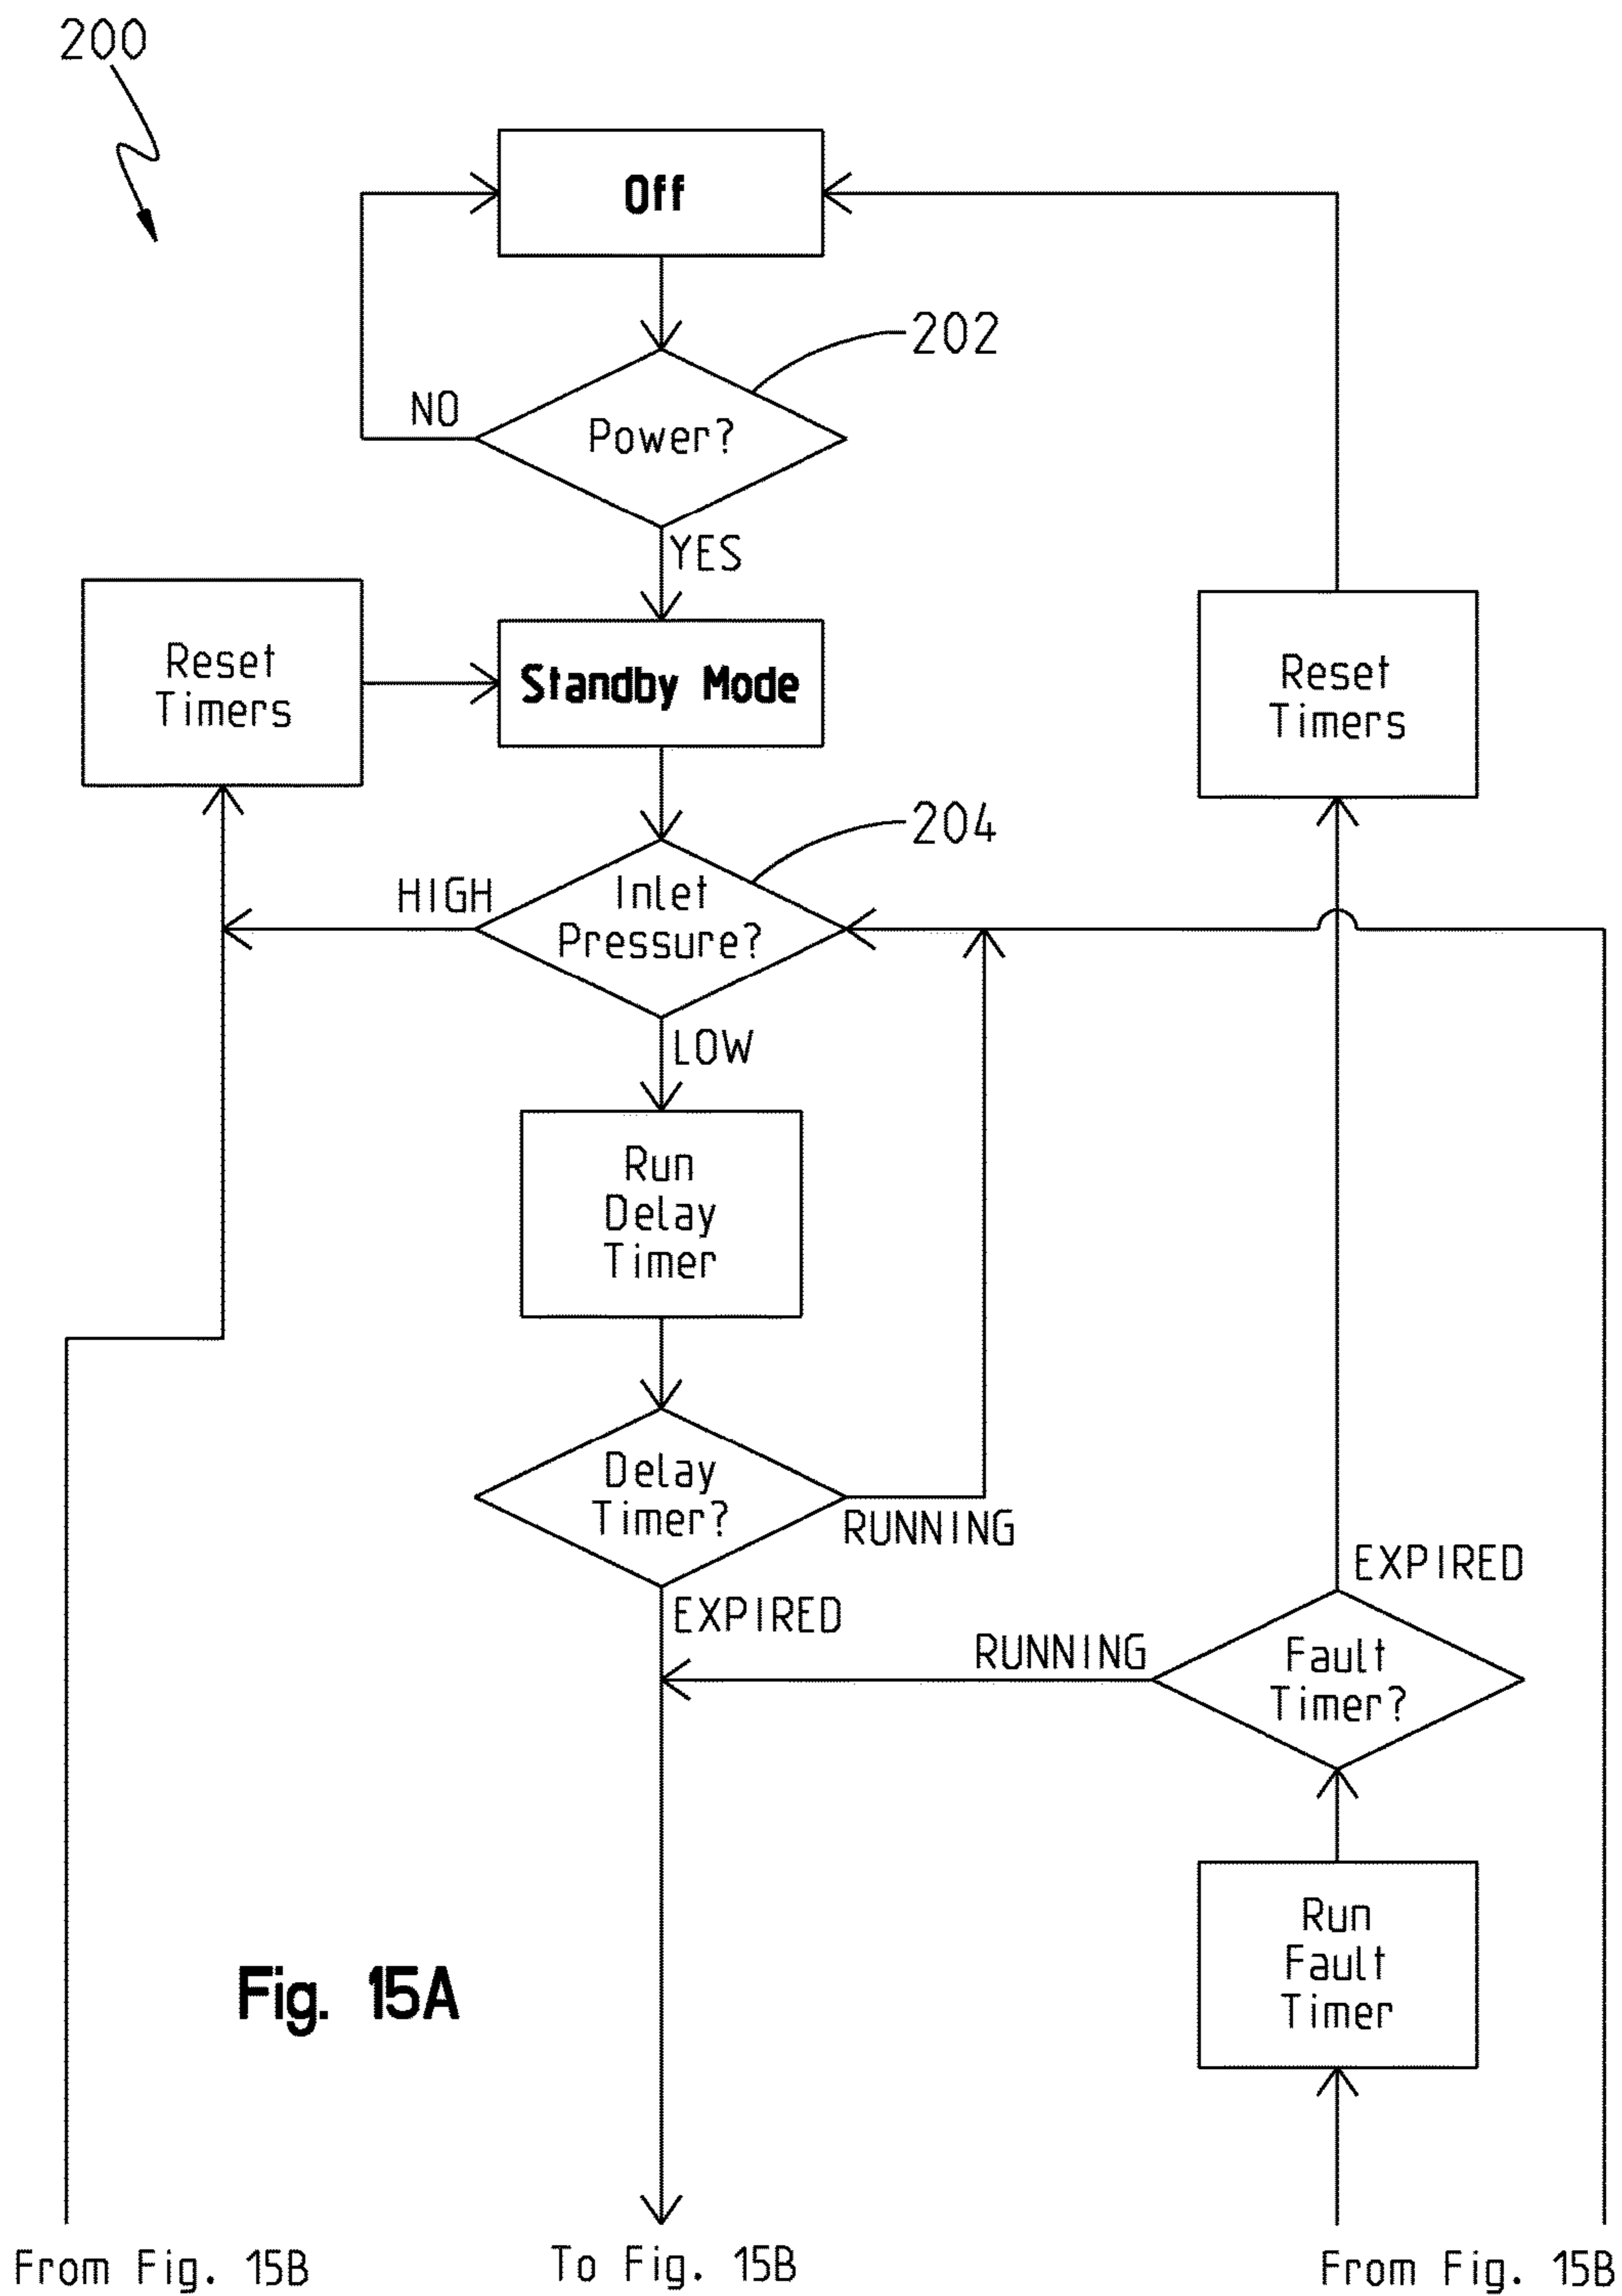 200
Off
202
NO
Power?
YES
Reset
Timers
Standby Mode
Reset
Timers
204
HIGH
Inlet
Pressure?
LOW
Run
Delay
Timer
Delay
Timer?
RUNNING
EXPIRED
EXPIRED
RUNNING
Fault
Timer?
Run
Fault
Timer
Fig. 15A
From Fig. 15B
To Fig. 15B
From Fig. 15B